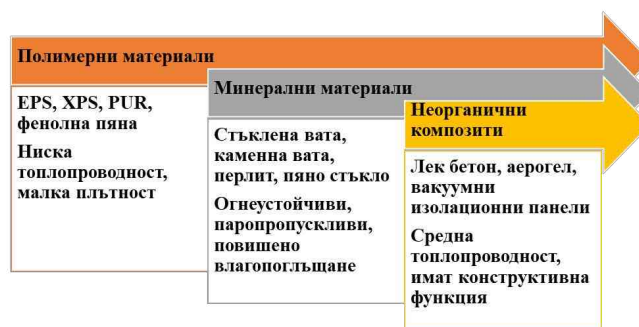 Полимерни материали
EPS, XPS, PUR,
фенолна пяна
Ниска
топлопроводност,
малка плътност
Минерални материали
Стъклена вата,
каменна вата,
перлит, пяно стъкло
Огнеустойчиви,
паропропускливи,
повишено
влагопоглъщане
Неорганични
композити
Лек бетон, аерогел,
вакуумни
изолационни панели
Средна
топлопроводност,
имат конструктивна
функция